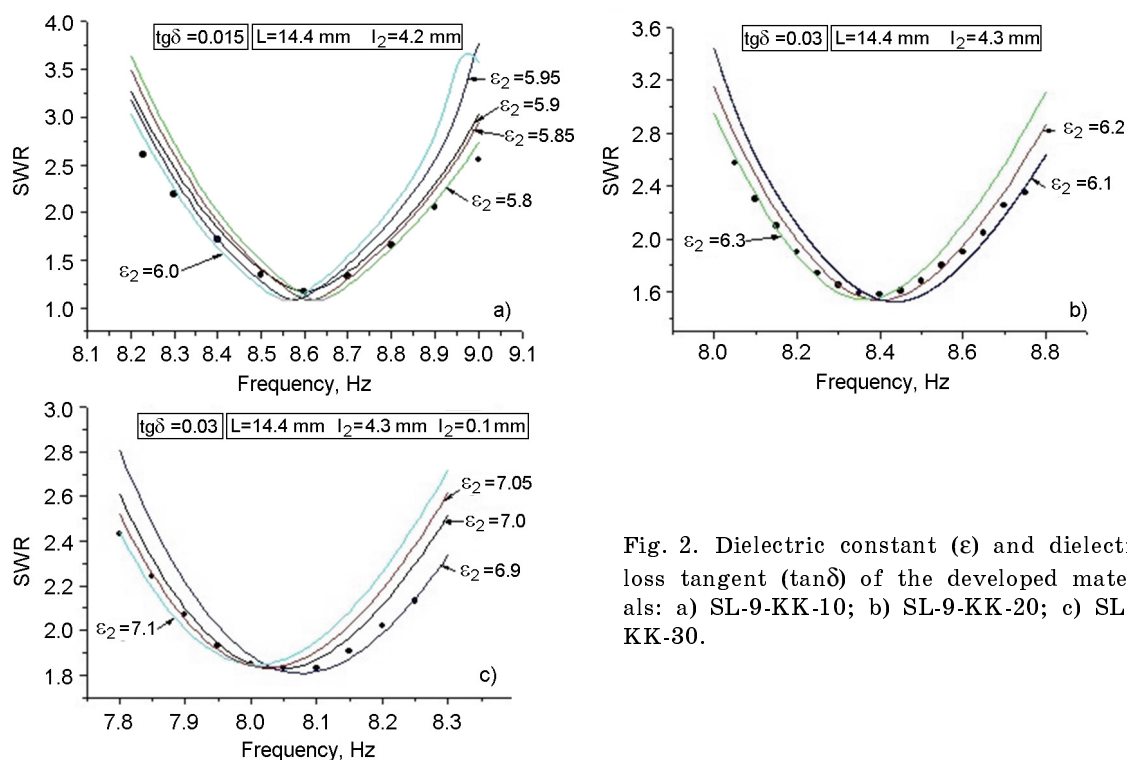 4.0
3.5
3.0
2.5
2.0
1.5
1.0
SWR
tgδ =0.015 L=14.4 mm l2=4.2 mm
ε2=5.95
ε2=5.9
ε2=5.85
ε2=5.8
ε2=6.0
a)
8.1 8.2 8.3 8.4 8.5 8.6 8.7 8.8 8.9 9.0 9.1
Frequency, Hz
3.6
3.2
2.8
2.4
2.0
1.6
SWR
tgδ =0.03 L=14.4 mm l2=4.3 mm
ε2=6.2
ε2=6.1
ε2=6.3
b)
8.0 8.2 8.4 8.6 8.8
Frequency, Hz
3.0
2.8
2.6
2.4
2.2
2.0
1.8
SWR
tgδ =0.03 L=14.4 mm l2=4.3 mm l2=0.1 mm
ε2=7.05
ε2=7.0
ε2=6.9
ε2=7.1
c)
7.8 7.9 8.0 8.1 8.2 8.3
Frequency, Hz
Fig. 2. Dielectric constant (ε) and dielect
loss tangent (tanδ) of the developed mate
als: a) SL-9-KK-10; b) SL-9-KK-20; c) SL
KK-30.